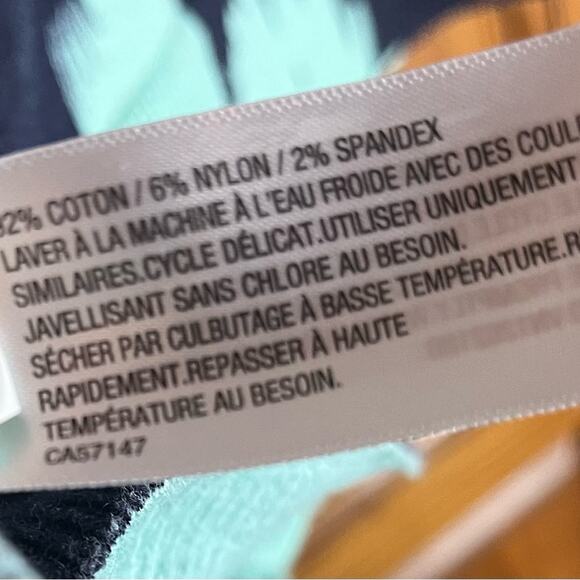 2% COTON / 6% NYLON / 2% SPANDEX
LAVER À LA MACHINE À L'EAU FROIDE AVEC DES COULE
SIMILAIRES.CYCLE DÉLICAT.UTILISER UNIQUEMENT
JAVELLISANT SANS CHLORE AU BESOIN.
SÉCHER PAR CULBUTAGE À BASSE TEMPÉRATURE.R
RAPIDEMENT.REPASSER À HAUTE
TEMPÉRATURE AU BESOIN.
CA57147